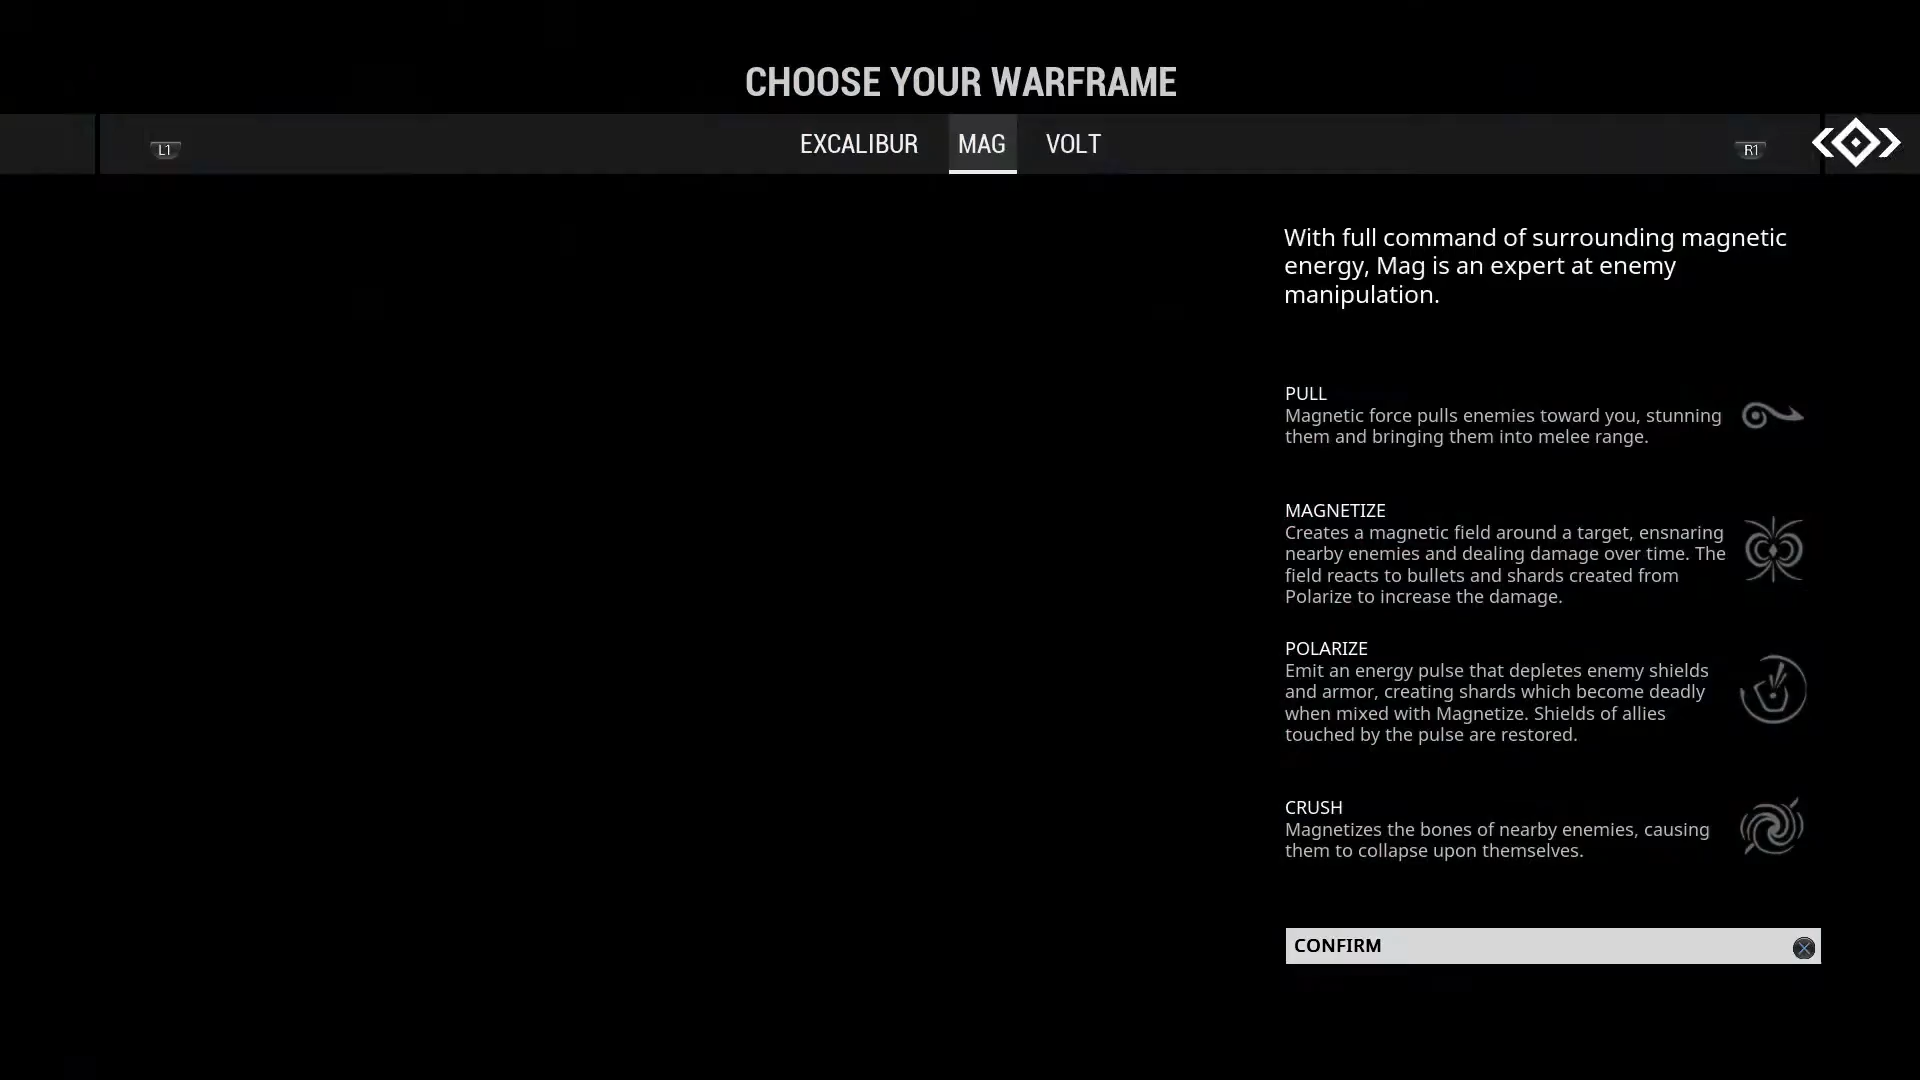 CHOOSE YOUR WARFRAME
L1
EXCALIBUR
MAG
VOLT
R1
With full command of surrounding magnetic
energy, Mag is an expert at enemy
manipulation.
PULL
Magnetic force pulls enemies toward you, stunning
them and bringing them into melee range.
MAGNETIZE
Creates a magnetic field around a target, ensnaring
nearby enemies and dealing damage over time. The
field reacts to bullets and shards created from
Polarize to increase the damage.
POLARIZE
Emit an energy pulse that depletes enemy shields
and armor, creating shards which become deadly
when mixed with Magnetize. Shields of allies
touched by the pulse are restored.
CRUSH
Magnetizes the bones of nearby enemies, causing
them to collapse upon themselves.
CONFIRM